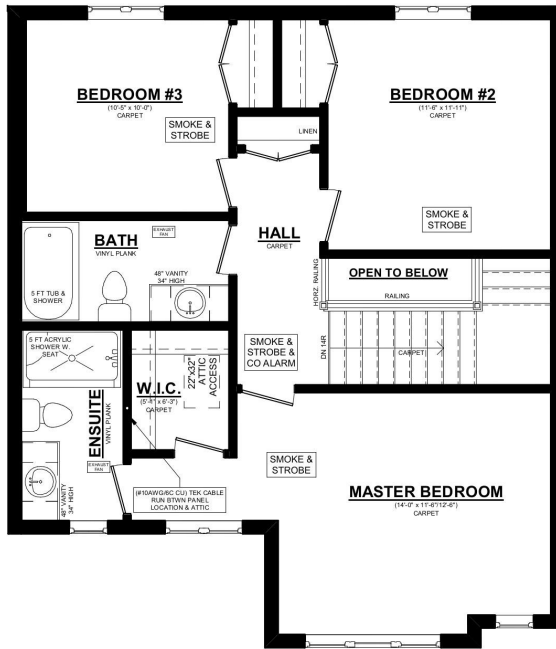 BEDROOM #3
(10'-5" x 10'-0")
CARPET
SMOKE &
STROBE
LINEN
BEDROOM #2
(11'-6" x 11'-11")
CARPET
SMOKE &
STROBE
BATH
VINYL PLANK
EXHAUST
FAN
5 FT TUB &
SHOWER
48" VANITY
34" HIGH
HALL
CARPET
HORZ. RAILING
OPEN TO BELOW
RAILING
DN 14R
CARPET
SMOKE &
STROBE &
CO ALARM
5 FT ACRYLIC
SHOWER W.
SEAT
ENSUITE
VINYL PLANK
EXHAUST
FAN
48" VANITY
34" HIGH
W.I.C.
CARPET
22"x32"
ATTIC
ACCESS
(#10AWG/6C CU) TEK CABLE
RUN BTWN PANEL
LOCATION & ATTIC
SMOKE &
STROBE
MASTER BEDROOM
(14'-0" x 11'-6"/12'-6")
CARPET